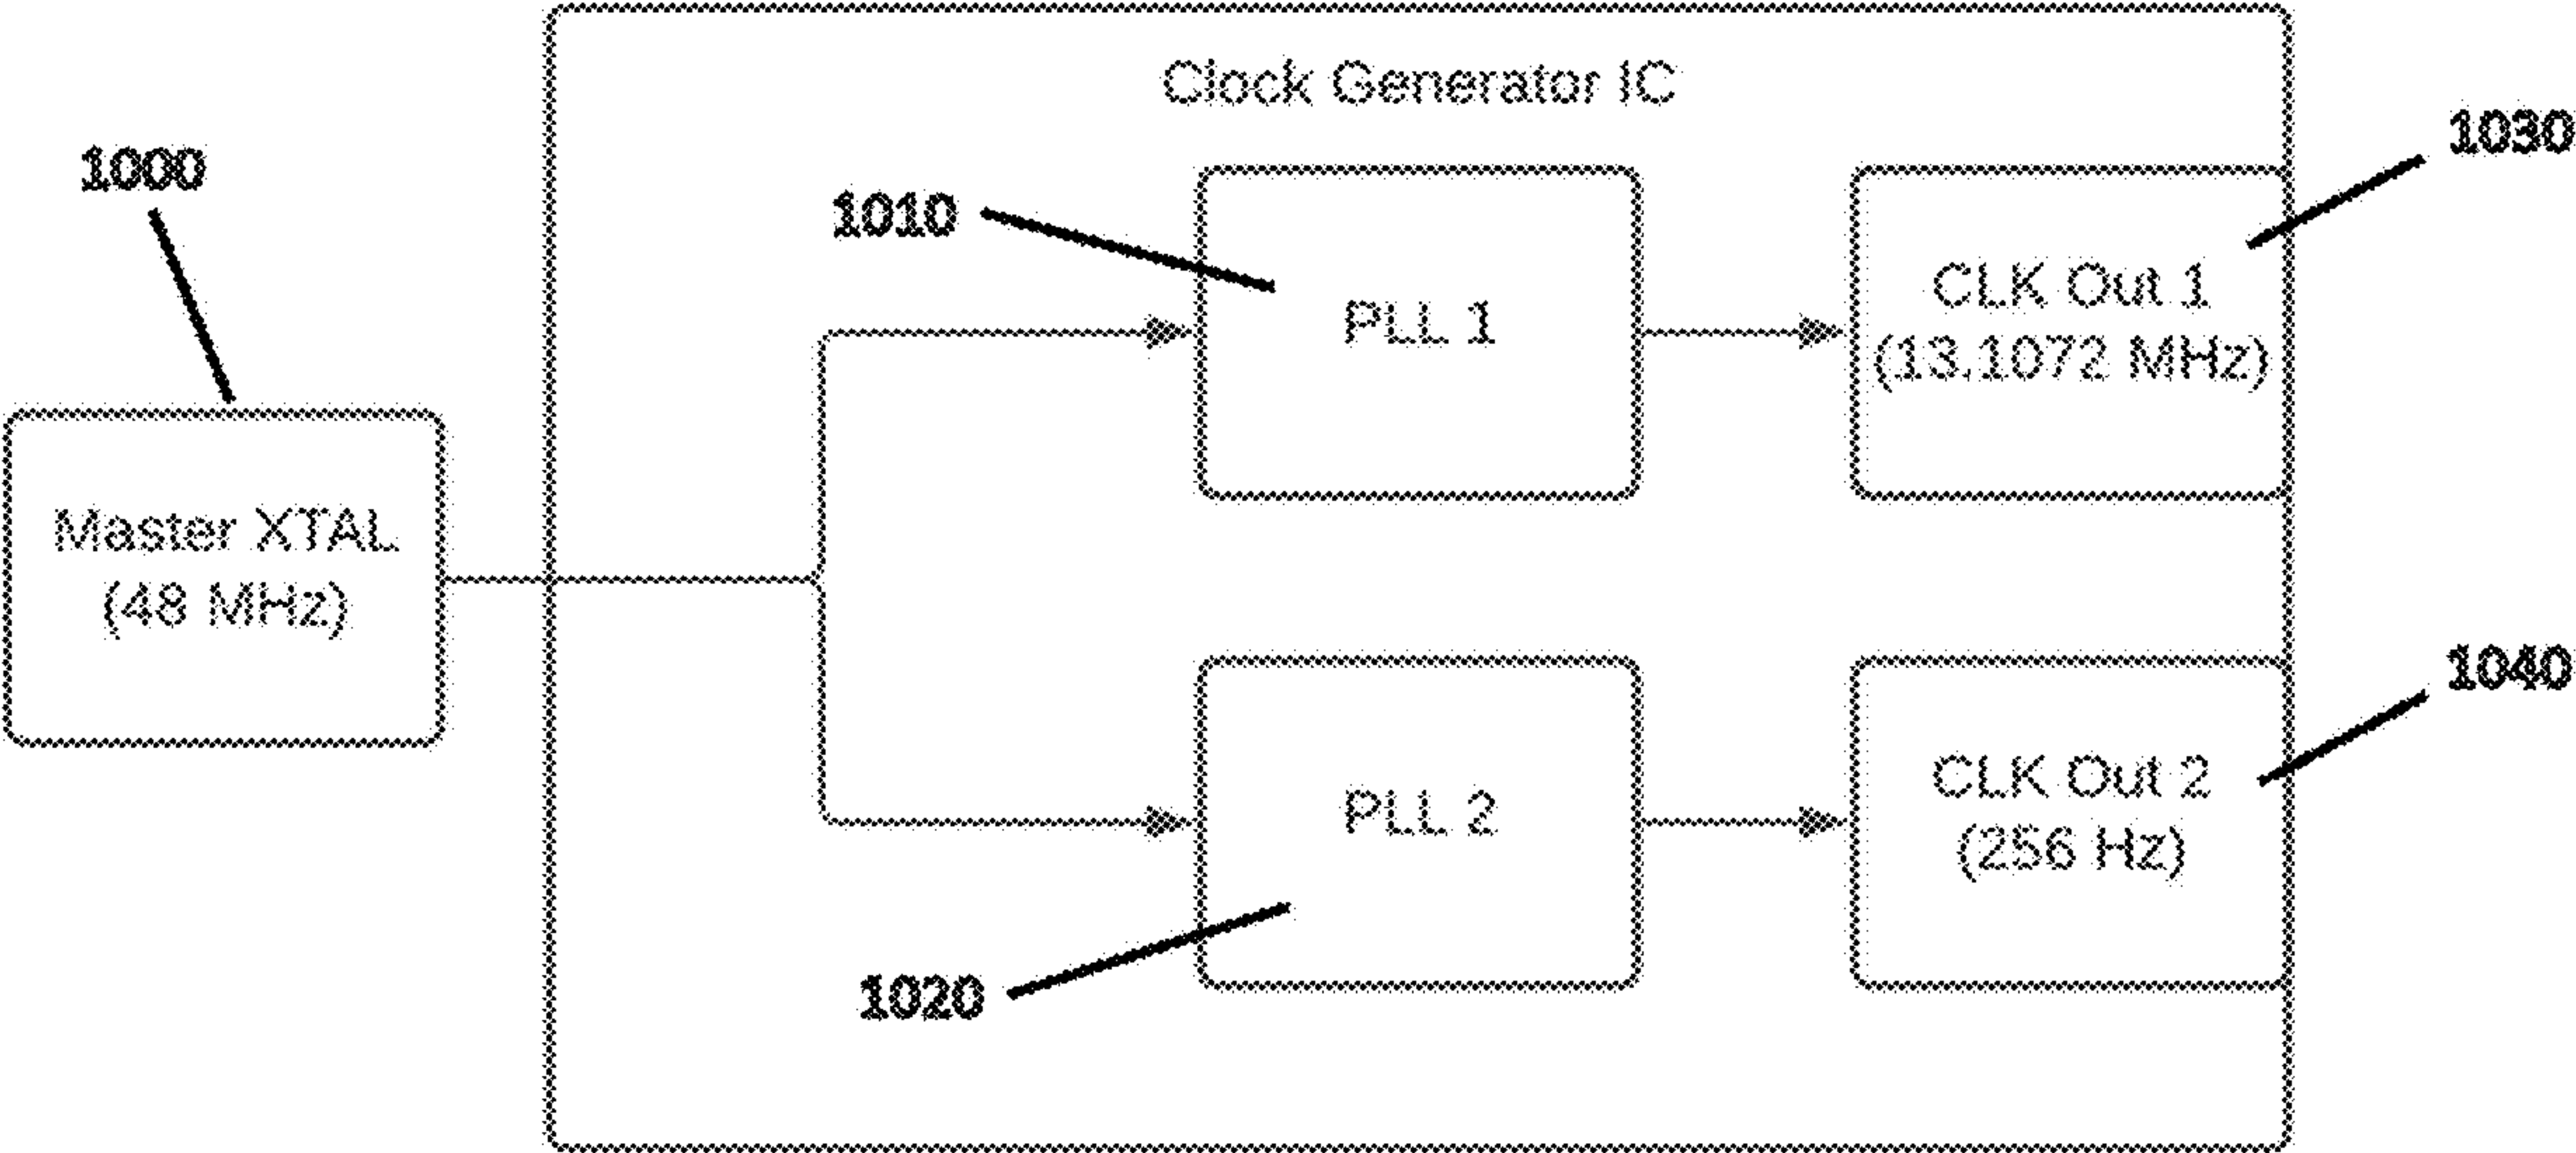 Clock Generator IC
1000
1010
1030
PLL 1
CLK Out 1
(13.1072 MHz)
Master XTAL
(48 MHz)
1040
PLL 2
CLK Out 2
(256 Hz)
1020